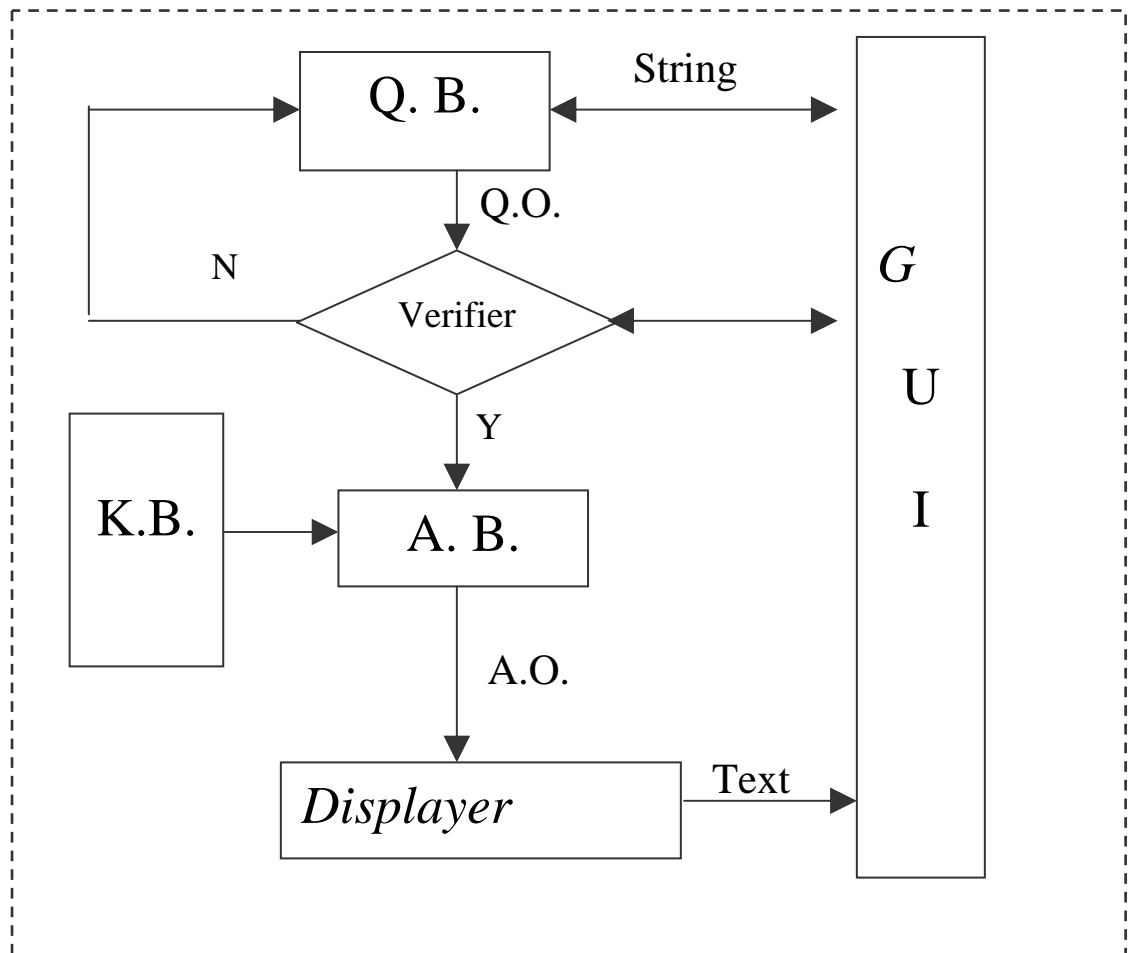 Q. B.
String
Q.O.
N
Verifier
G
U
I
Y
K.B.
A. B.
A.O.
Displayer
Text